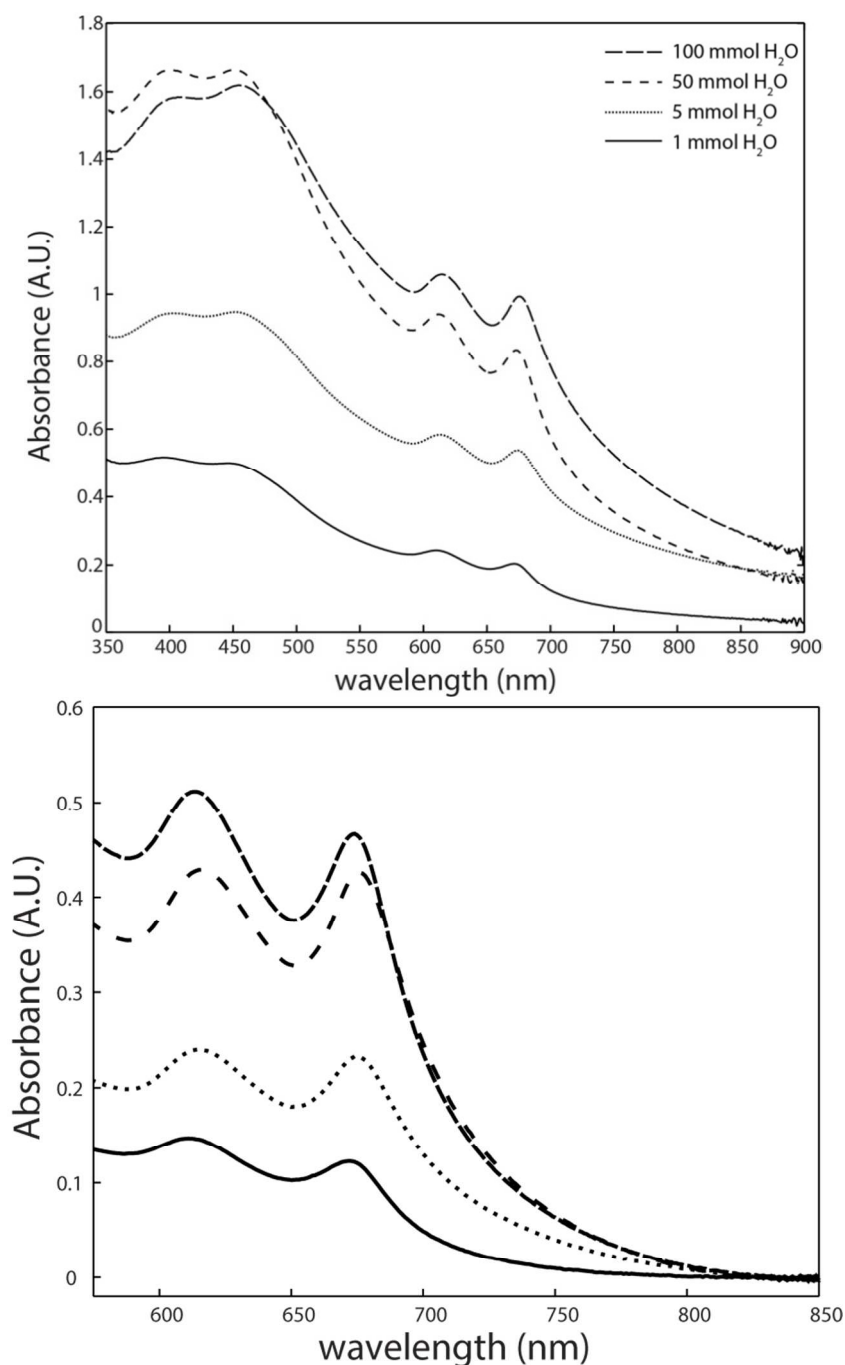 1.8
1.6
1.4
1.2
1
0.8
0.6
0.4
0.2
0
Absorbance (A.U.)
100 mmol H₂O
50 mmol H₂O
5 mmol H₂O
1 mmol H₂O
350 400 450 500 550 600 650 700 750 800 850 900
wavelength (nm)
0.6
0.5
0.4
0.3
0.2
0.1
0
Absorbance (A.U.)
600 650 700 750 800 850
wavelength (nm)